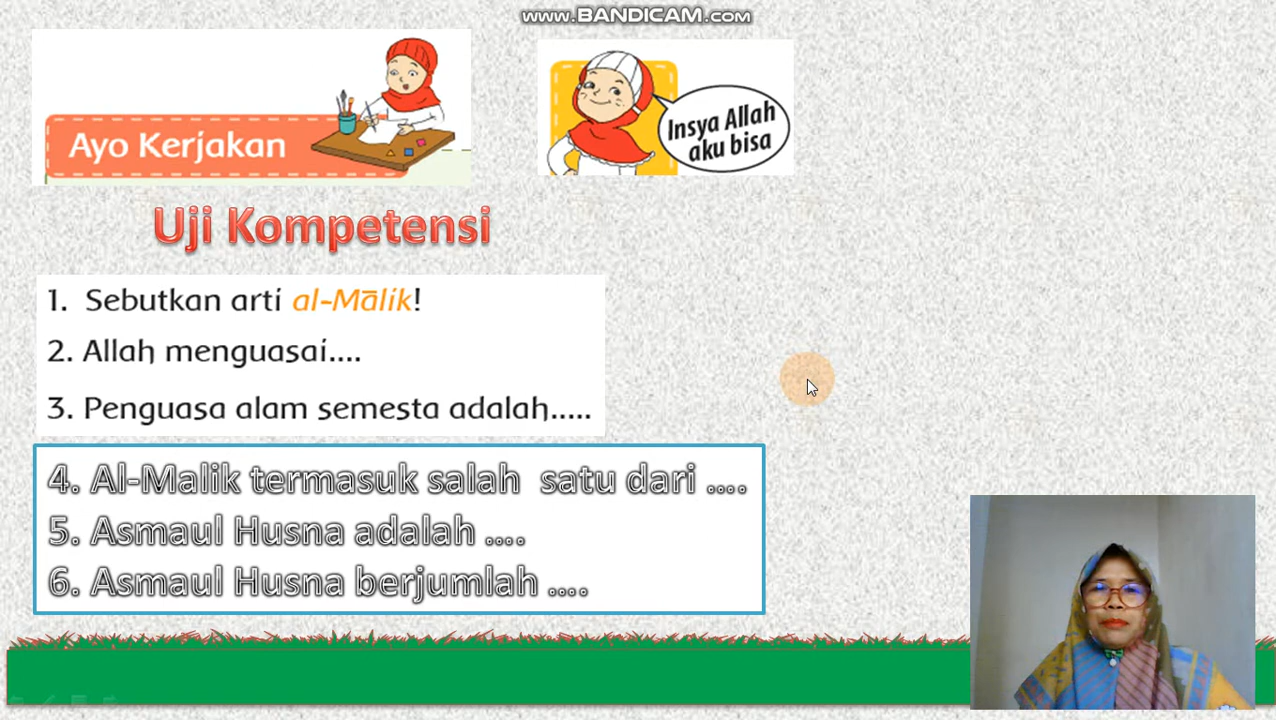 www.BANDICAM.com
Ayo Kerjakan
Insya Allah
aku bisa
Uji Kompetensi
1. Sebutkan arti al-Mālik!
2. Allah menguasai....
3. Penguasa alam semesta adalah.....
4. Al-Malik termasuk salah satu dari ....
5. Asmaul Husna adalah ....
6. Asmaul Husna berjumlah ....